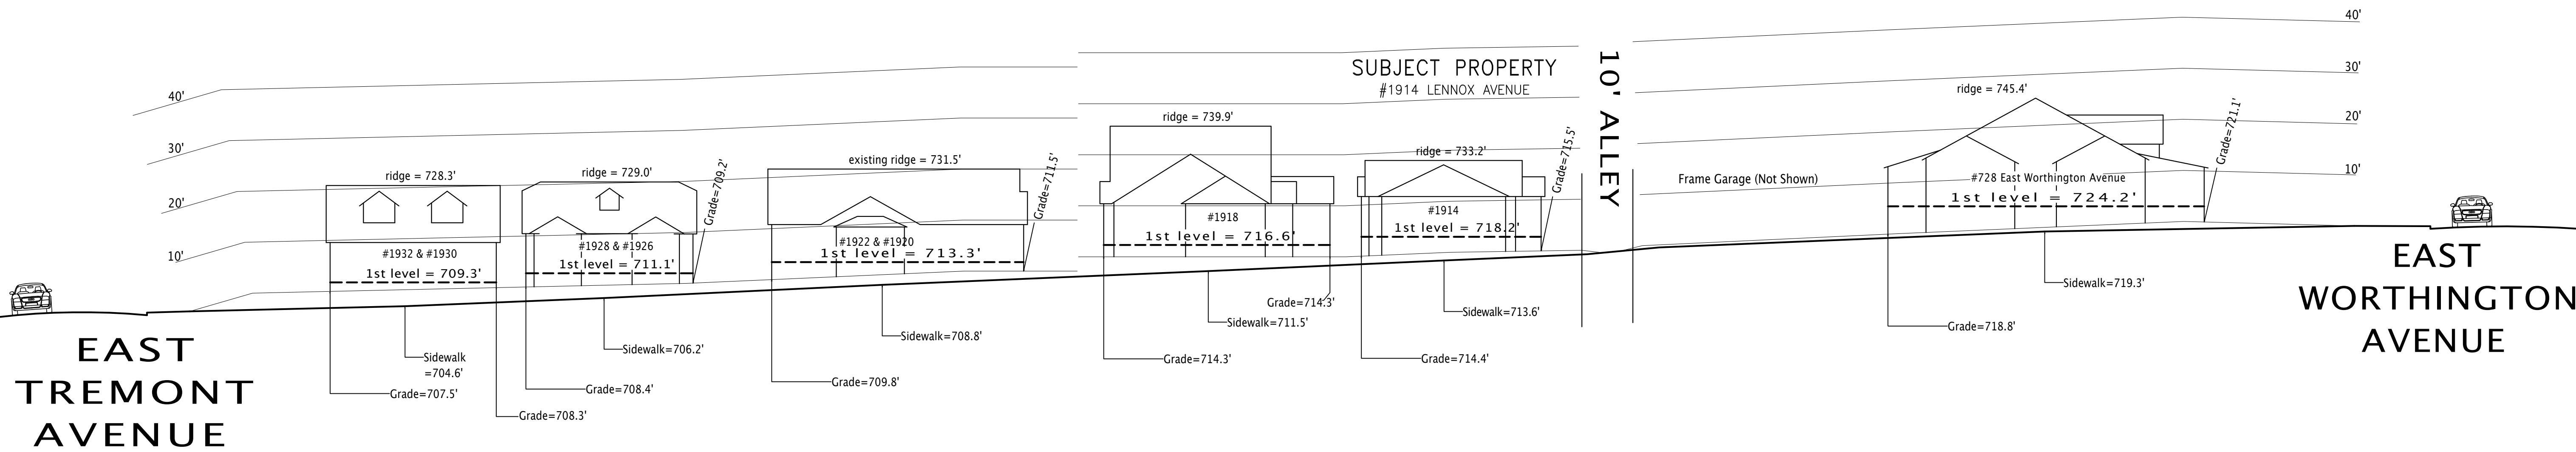 40'
30'
20'
10'
EAST
TREMONT
AVENUE
ridge = 728.3'
#1932 & #1930
1st level = 709.3'
Sidewalk
=704.6'
Grade=707.5'
Grade=708.3'
ridge = 729.0'
#1928 & #1926
1st level = 711.1'
Grade=709.2'
Sidewalk=706.2'
Grade=708.4'
existing ridge = 731.5'
#1922 & #1920
1st level = 713.3'
Grade=711.5'
Sidewalk=708.8'
Grade=709.8'
ridge = 739.9'
#1918
1st level = 716.6'
Grade=714.3'
Sidewalk=711.5'
Grade=714.3'
SUBJECT PROPERTY
#1914 LENNOX AVENUE
ridge = 733.2'
#1914
1st level = 718.2'
Grade=715.5'
Sidewalk=713.6'
Grade=714.4'
10' ALLEY
Frame Garage (Not Shown)
ridge = 745.4'
#728 East Worthington Avenue
1st level = 724.2'
Grade=721.1'
Sidewalk=719.3'
Grade=718.8'
40'
30'
20'
10'
EAST
WORTHINGTON
AVENUE